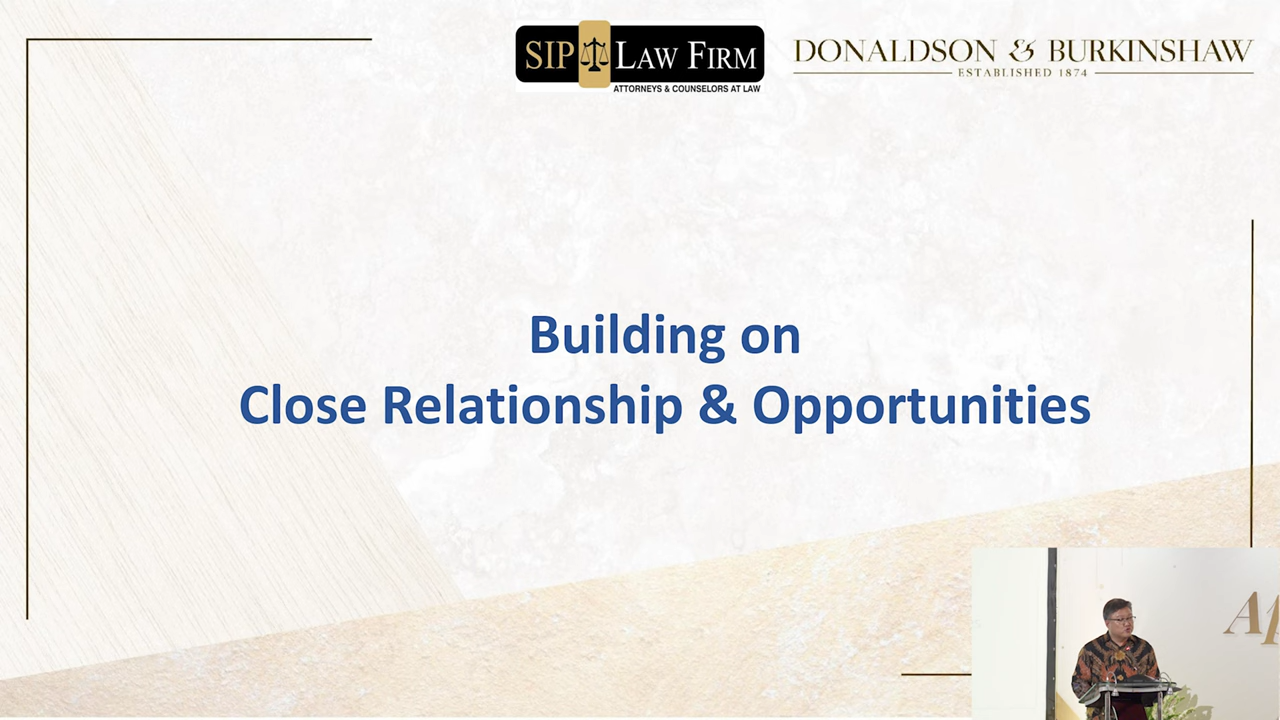 SIP LAW FIRM
ATTORNEYS & COUNSELORS AT LAW
DONALDSON & BURKINSHAW
ESTABLISHED 1874
Building on
Close Relationship & Opportunities